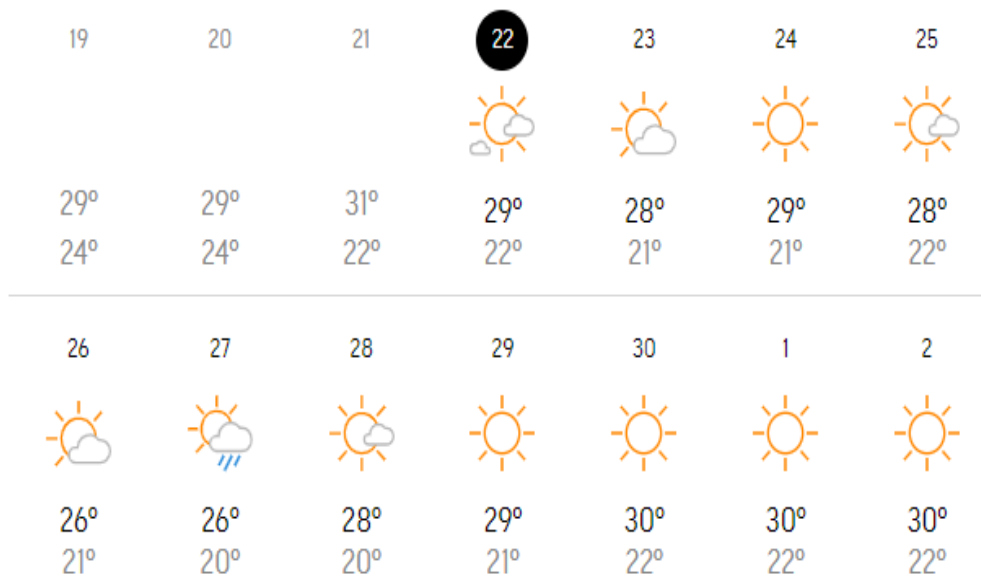 19 20 21 22 23 24 25
29º 29º 31º 29º 28º 29º 28º
24º 24º 22º 22º 21º 21º 22º
26 27 28 29 30 1 2
26º 26º 28º 29º 30º 30º 30º
21º 20º 20º 21º 22º 22º 22º